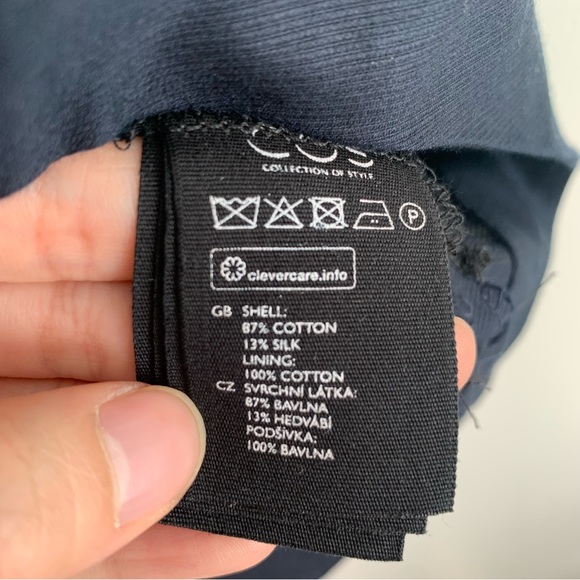 COS
COLLECTION OF STYLE
P
clevercare.info
GB SHELL:
87% COTTON
13% SILK
LINING:
100% COTTON
CZ SVRCHNÍ LÁTKA:
87% BAVLNA
13% HEDVÁBÍ
PODŠÍVKA:
100% BAVLNA